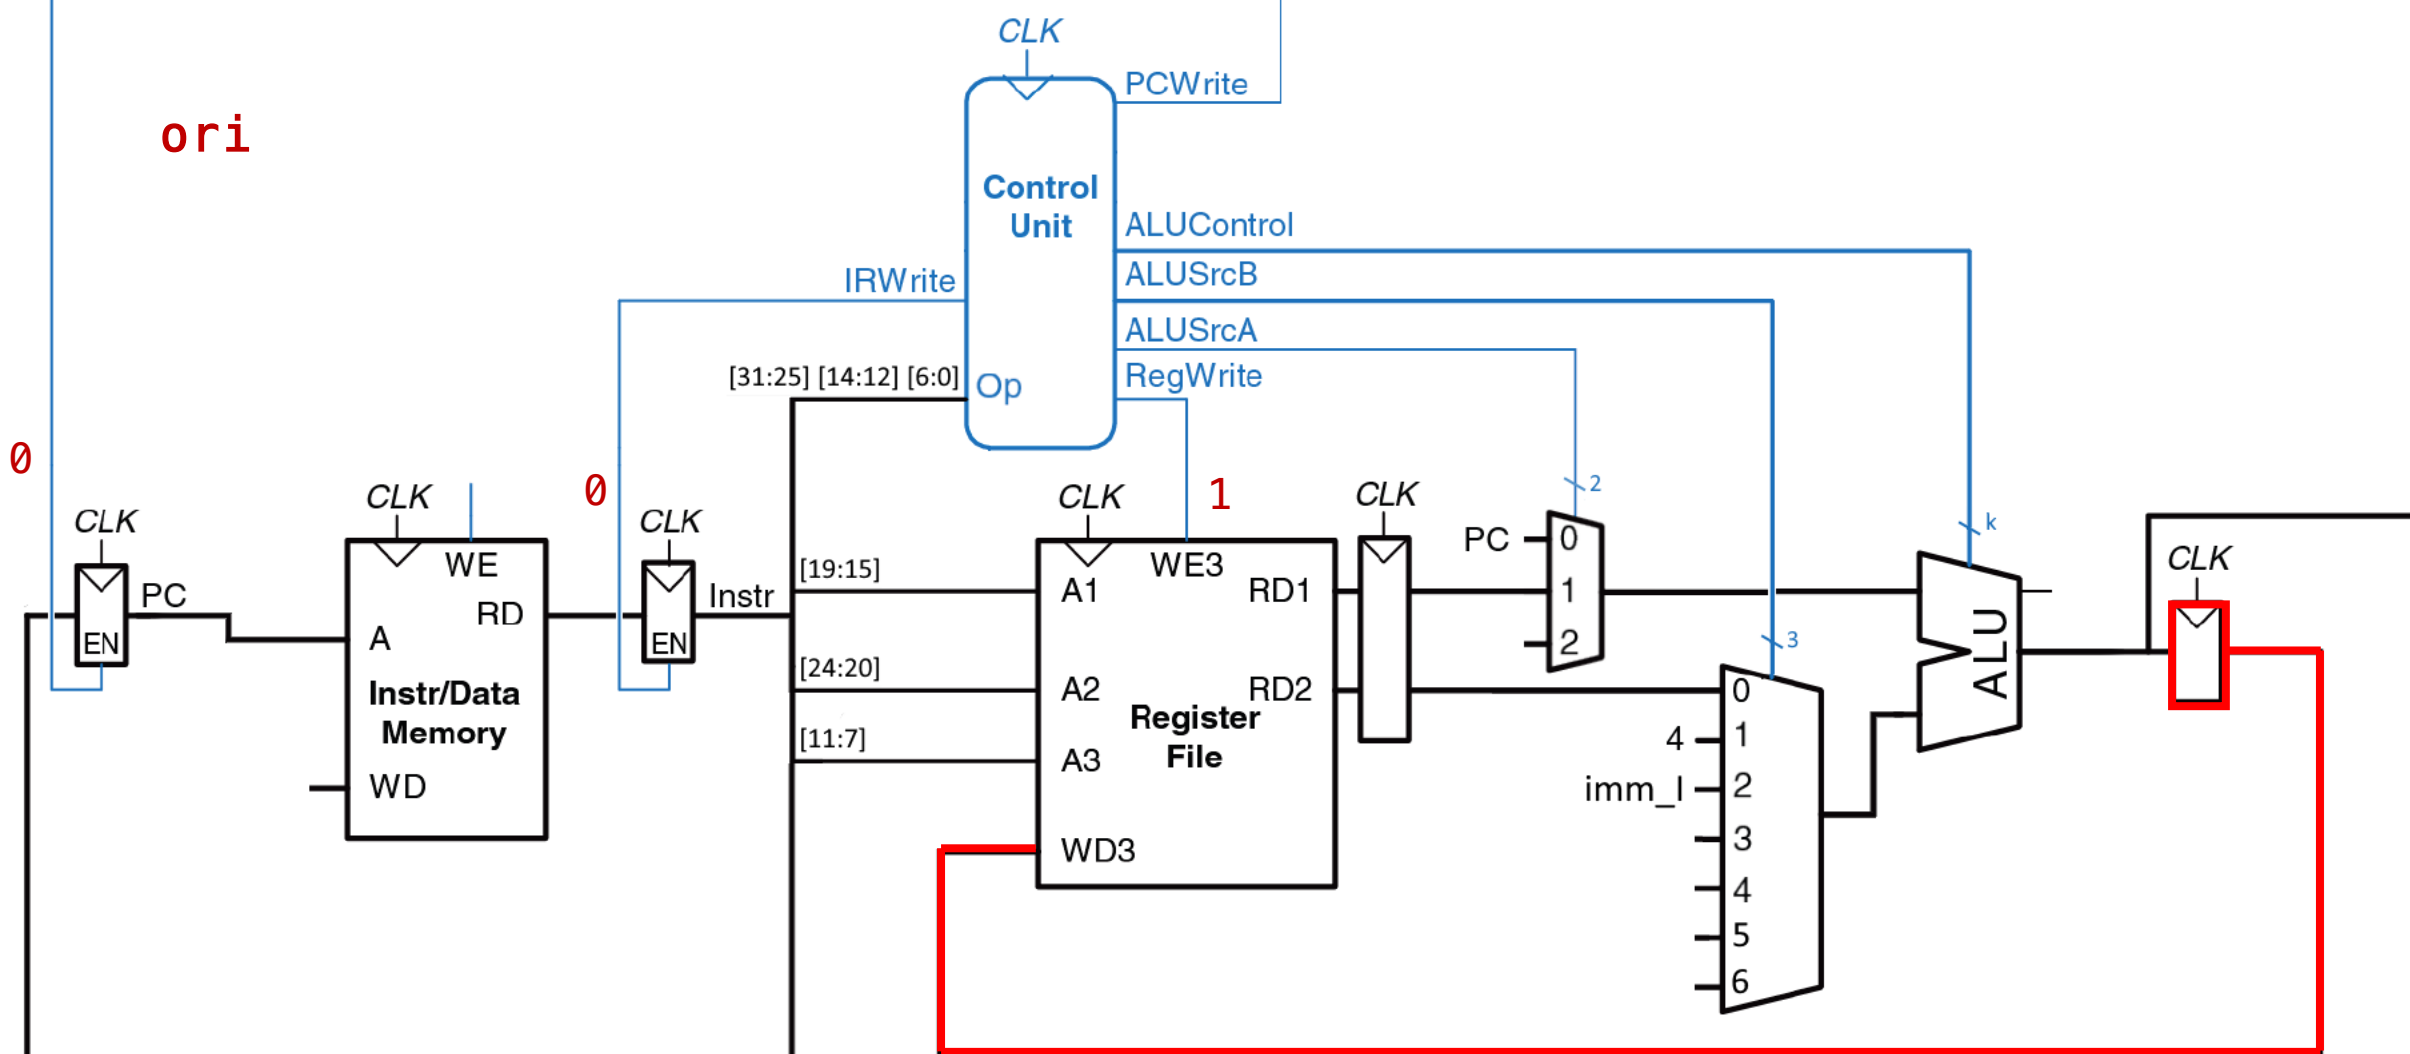 CLK
PCWrite
ori
Control
Unit
ALUControl
IRWrite
ALUSrcB
ALUSrcA
[31:25] [14:12] [6:0]
Op
RegWrite
0
0
1
2
k
CLK
CLK
CLK
CLK
CLK
CLK
PC
EN
WE
RD
A
Instr/Data
Memory
WD
EN
Instr
[19:15]
[24:20]
[11:7]
A1
WE3
RD1
A2
RD2
Register
File
A3
WD3
PC
0
1
2
3
0
4
1
imm_I
2
3
4
5
6
ALU